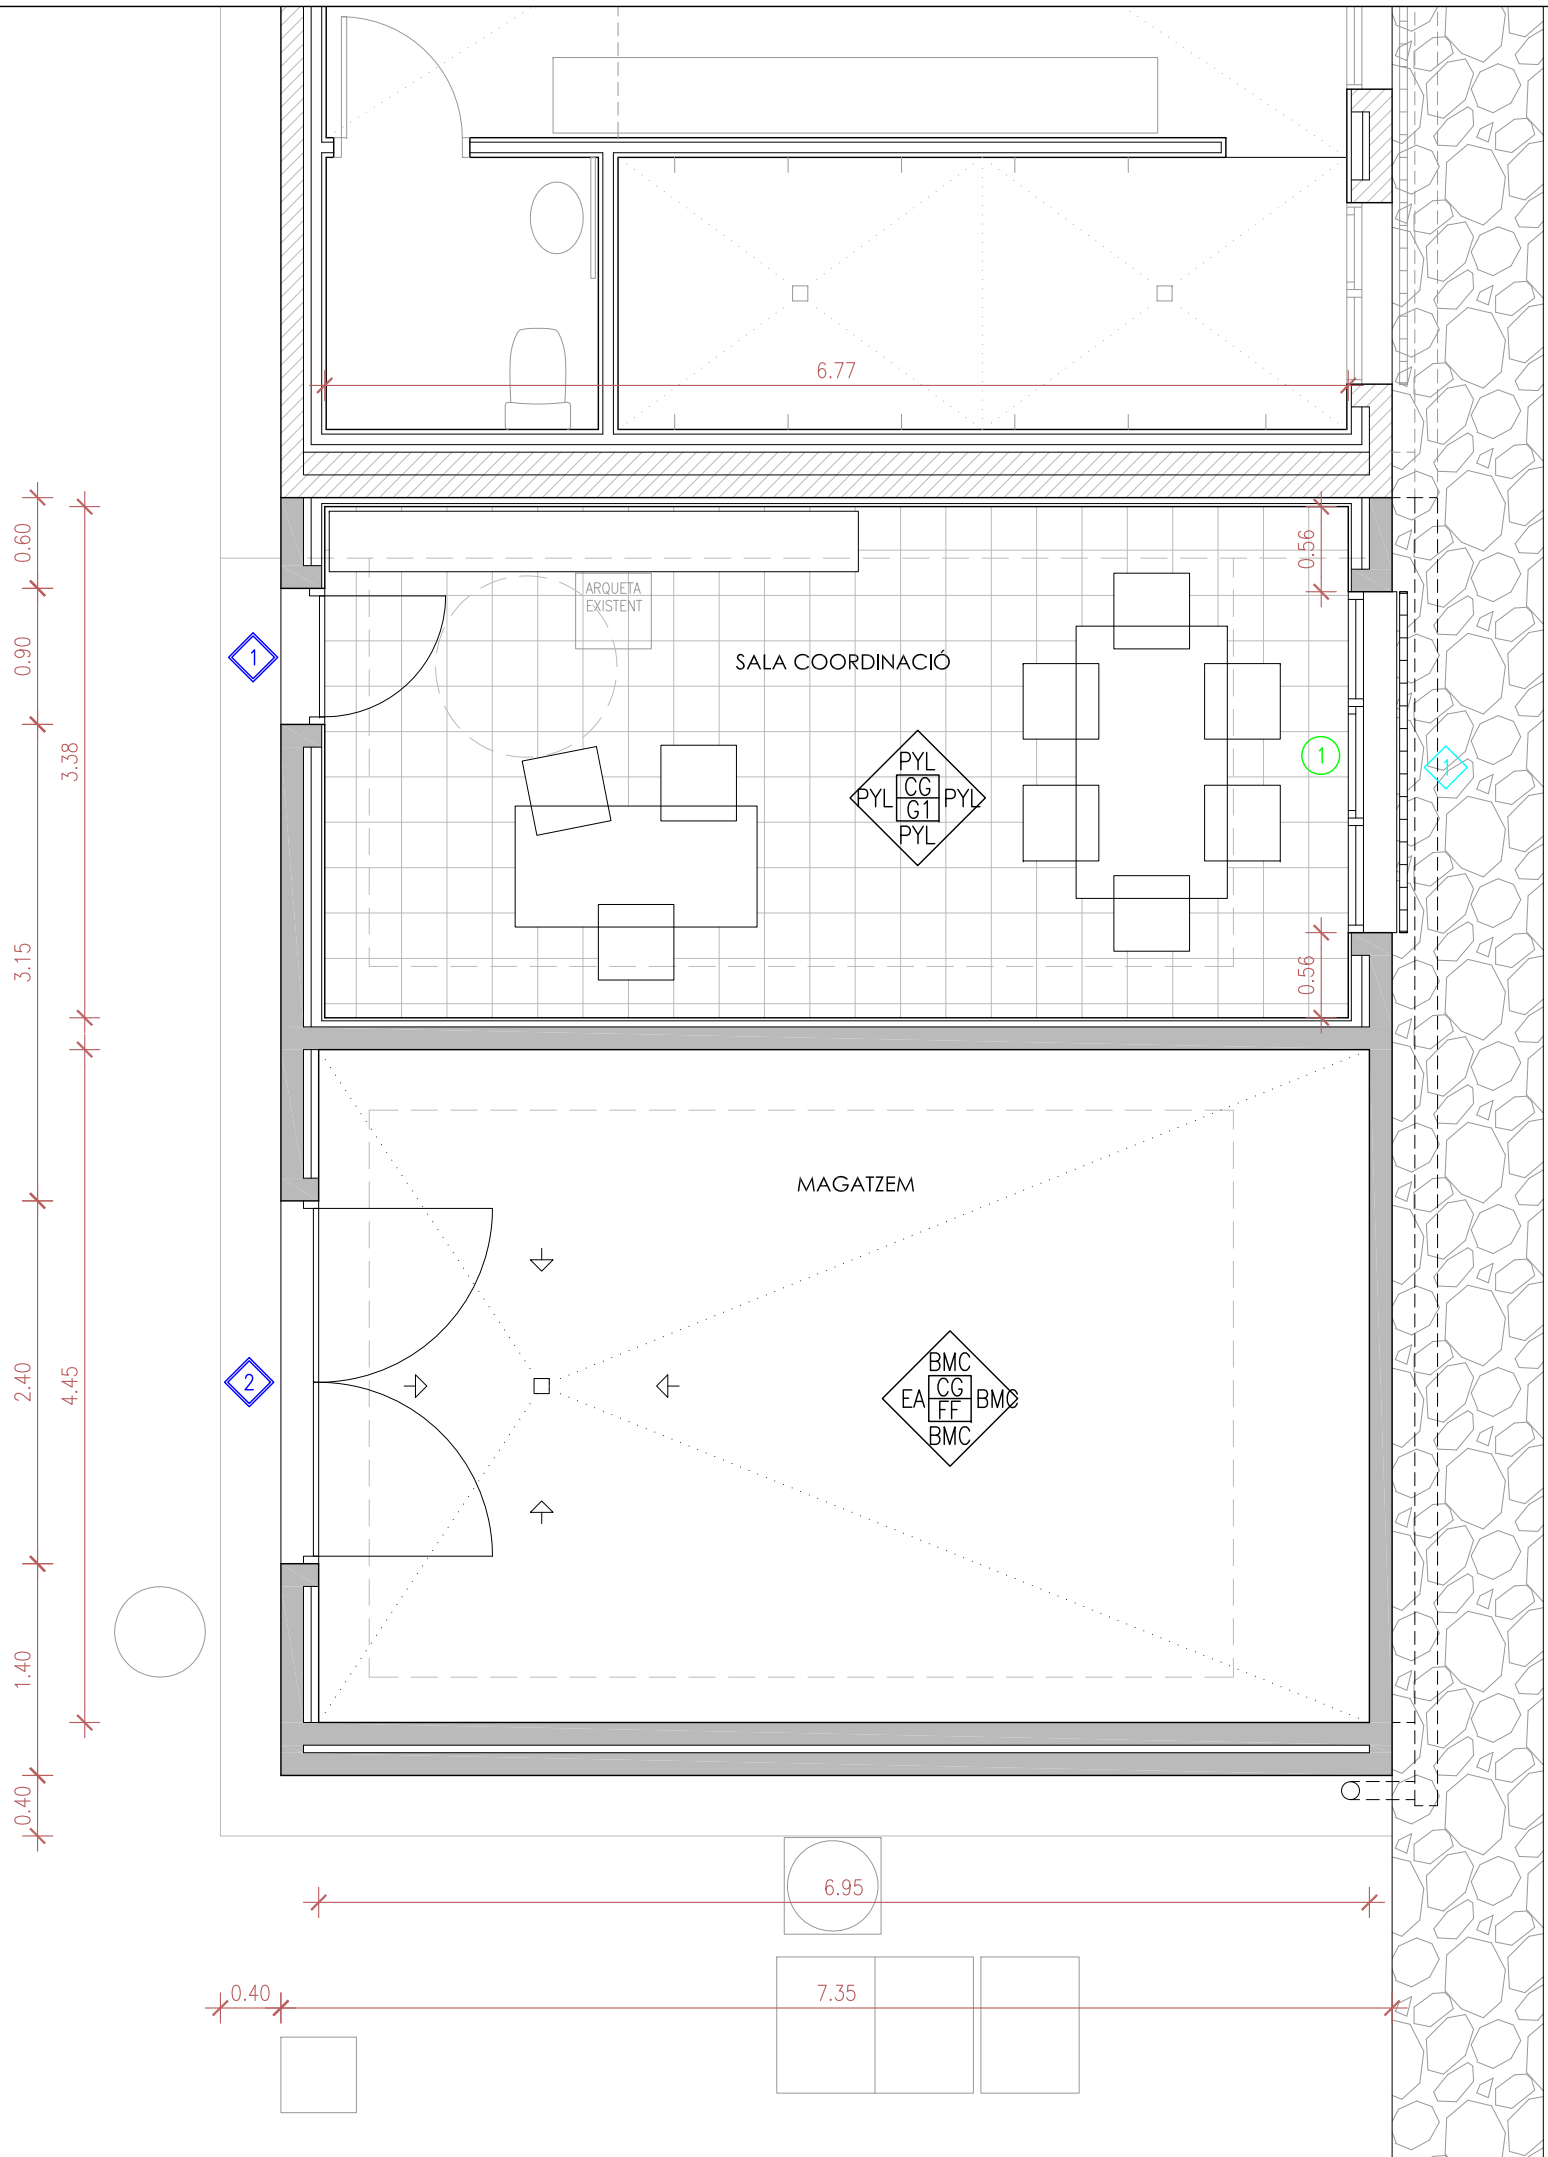 6.77
0.60
0.56
ARQUETA
EXISTENT
0.90
1
SALA COORDINACIÓ
3.38
PYL
CG
PYL PYL
G1
PYL
1
1
3.15
0.56
MAGATZEM
2.40
4.45
2
BMC
CG
EA BMC
FF
BMC
1.40
0.40
6.95
0.40
7.35